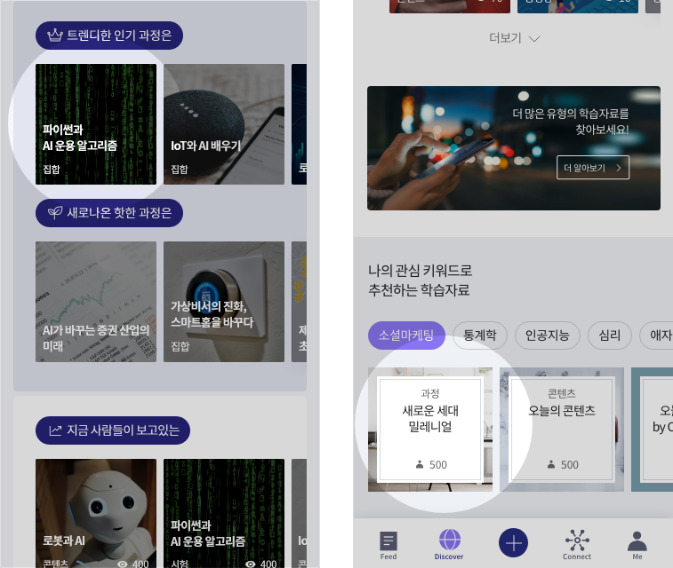 트렌디한 인기 과정은
파이썬과
AI 운용 알고리즘
집합
IoT와 AI 배우기
집합
로
새로나온 핫한 과정은
AI가 바꾸는 증권 산업의
미래
가상비서의 진화,
스마트홈을 바꾸다
집합
제
초
지금 사람들이 보고있는
로봇과 AI
콘텐츠
400
파이썬과
AI 운용 알고리즘
시험
400
더보기
더 많은 유형의 학습자료를
찾아보세요!
더 알아보기
나의 관심 키워드로
추천하는 학습자료
소셜마케팅
통계학
인공지능
심리
애자
과정
새로운 세대
밀레니얼
500
콘텐츠
오늘의 콘텐츠
500
by C
Feed
Discover
Connect
Me